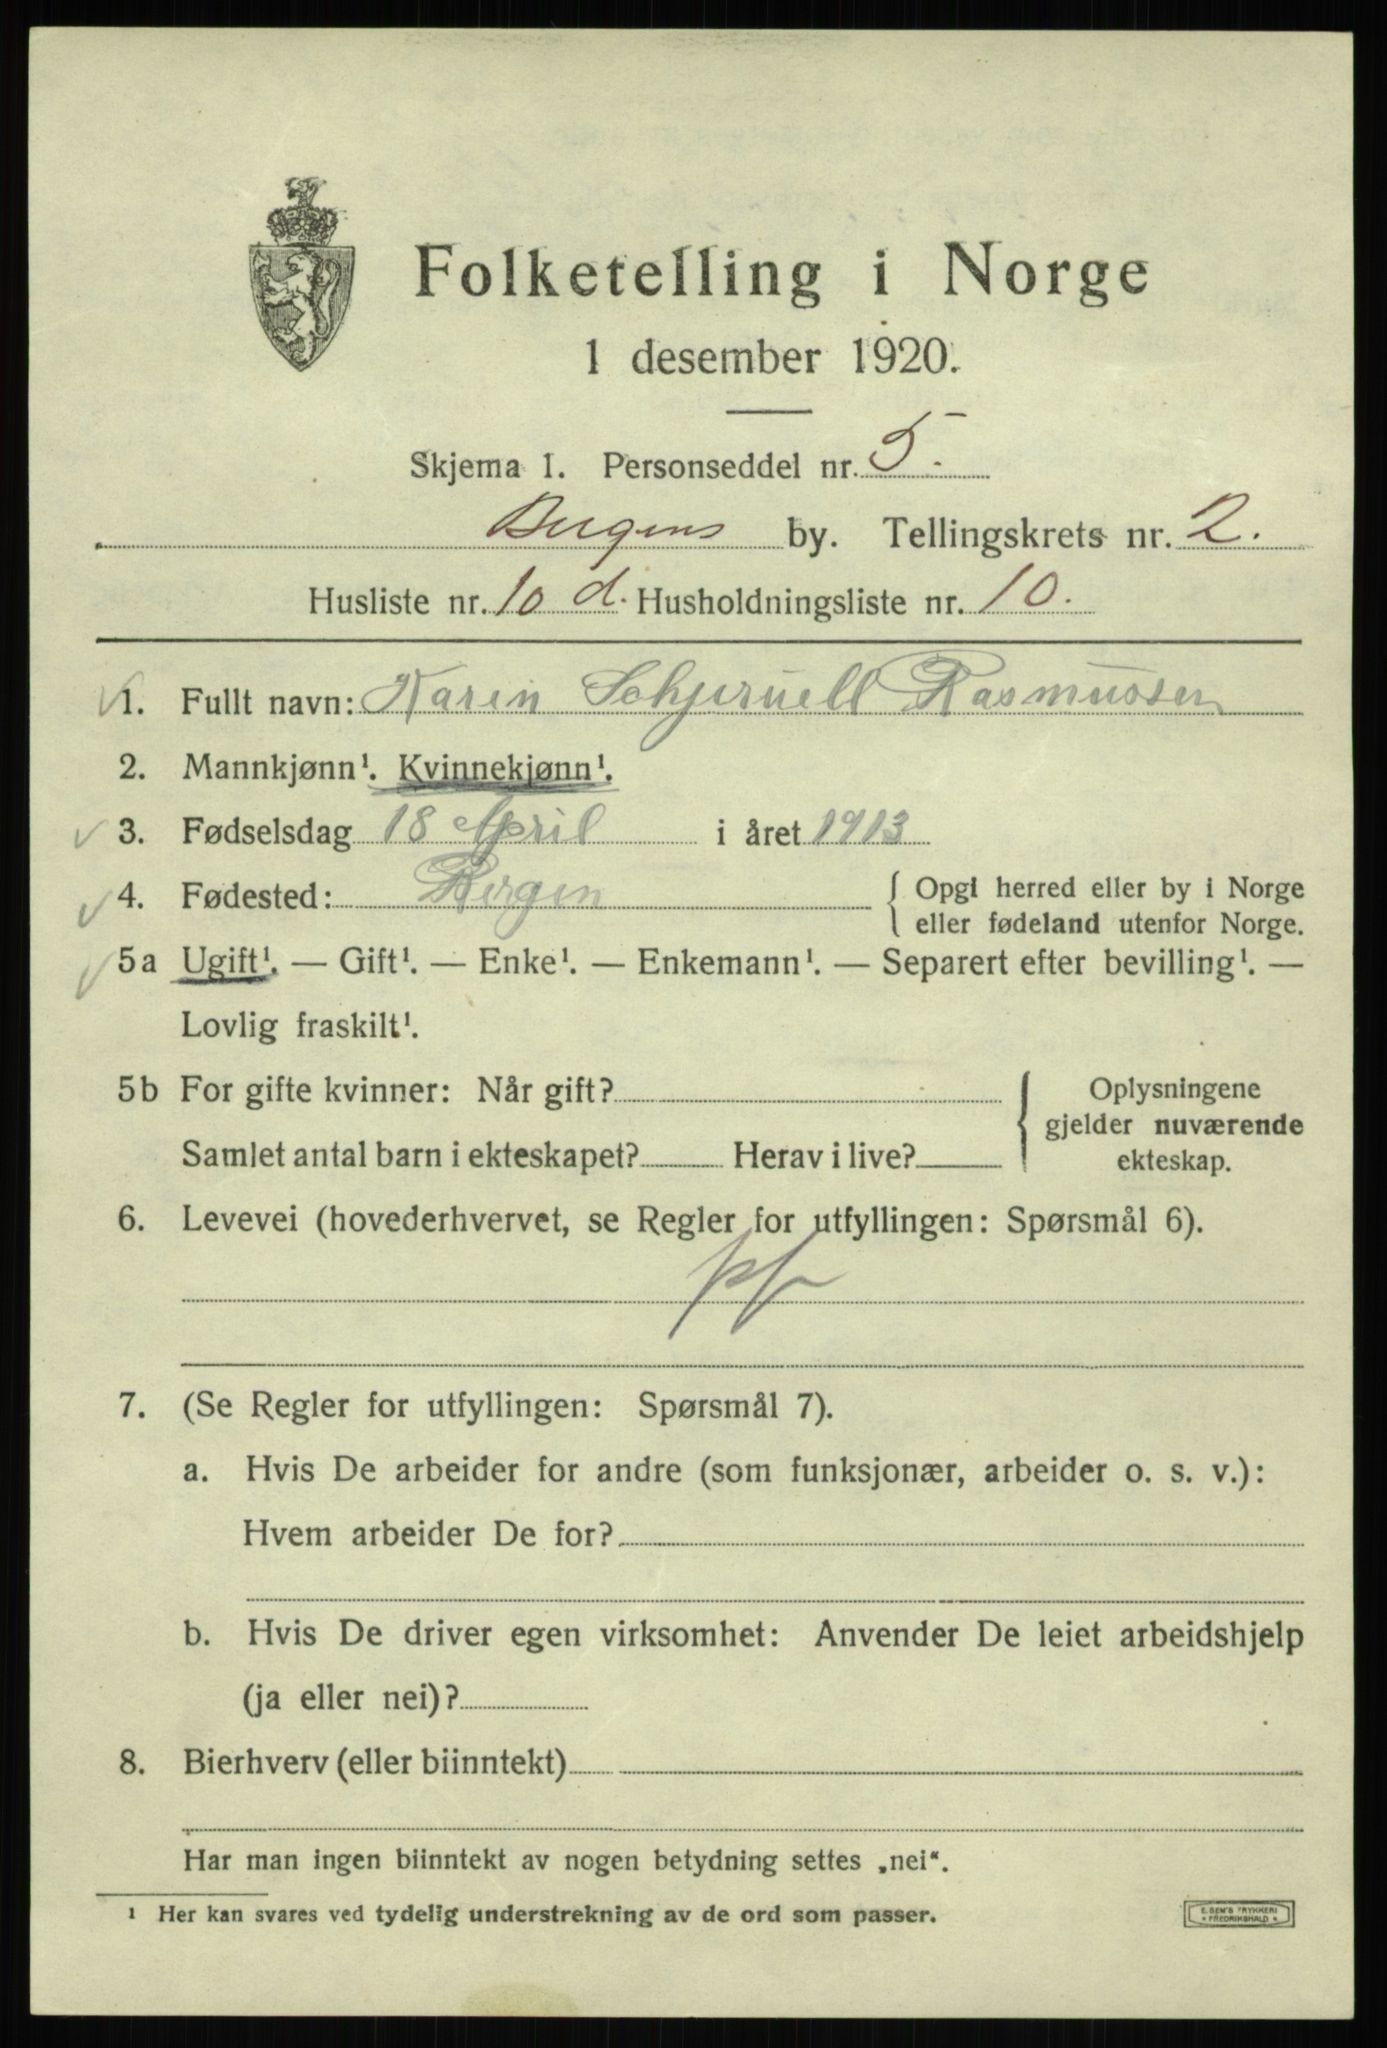 Folketelling i Norge
1 desember 1920.
Skjema 1. Personseddel nr. 5.
Bergens by. Tellingskrets nr. 2.
Husliste nr. 10 d. Husholdningsliste nr. 10.
1. Fullt navn: Karin Schjeruell Rasmussen
2. Mannkjønn¹. Kvinnekjønn¹.
3. Fødselsdag 18 April i året 1913
4. Fødested: Bergen { Opgi herred eller by i Norge
eller fødeland utenfor Norge.
5a Ugift¹. — Gift¹. — Enke¹. — Enkemann¹. — Separert efter bevilling¹. —
Lovlig fraskilt¹.
5b For gifte kvinner: Når gift?
Samlet antal barn i ekteskapet? Herav i live?
{ Oplysningene
gjelder nuværende
ekteskap.
6. Levevei (hovederhvervet, se Regler for utfyllingen: Spørsmål 6).
pf
7. (Se Regler for utfyllingen: Spørsmål 7).
a. Hvis De arbeider for andre (som funksjonær, arbeider o. s. v.):
Hvem arbeider De for?
b. Hvis De driver egen virksomhet: Anvender De leiet arbeidshjelp
(ja eller nei)?
8. Bierhverv (eller biinntekt)
Har man ingen biinntekt av nogen betydning settes „nei“.
¹ Her kan svares ved tydelig understrekning av de ord som passer.
E. SEM'S TRYKKERI
FREDRIKSHALD